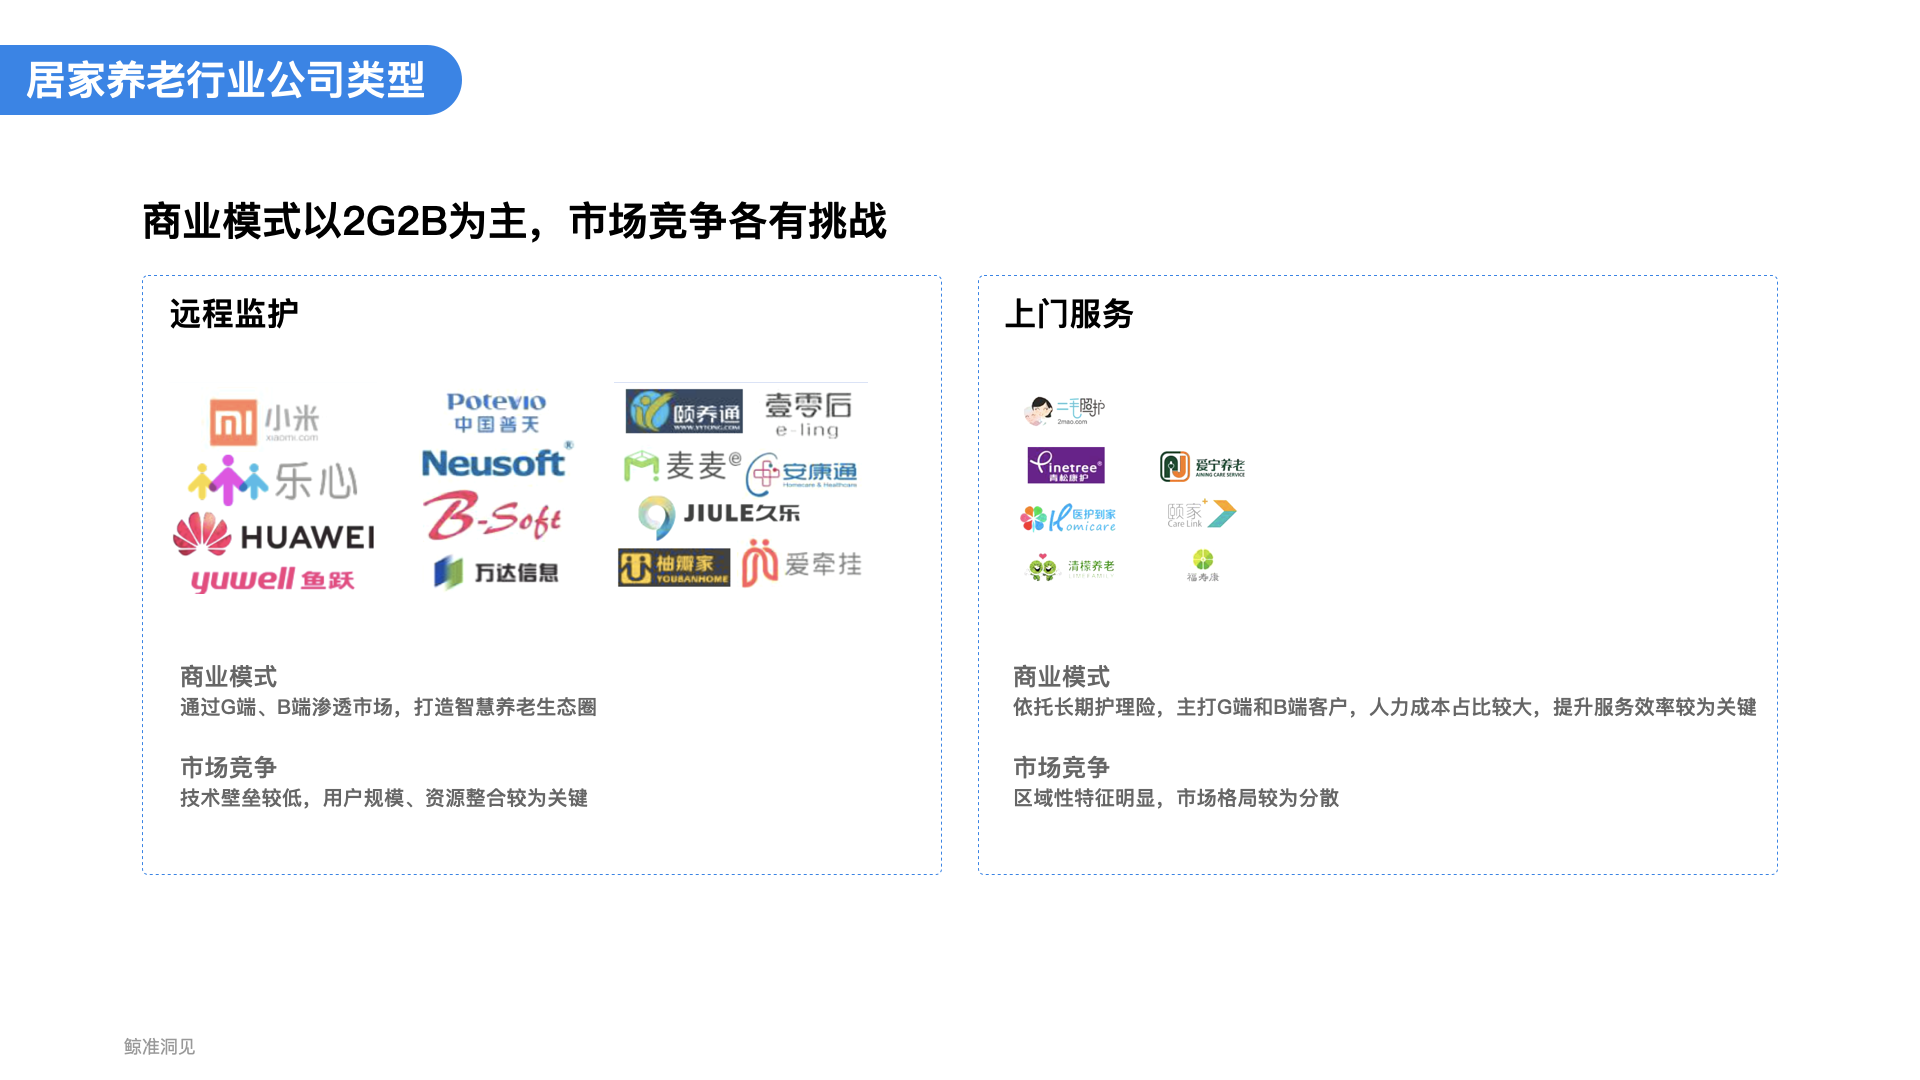 居家养老行业公司类型
商业模式以2G2B为主，市场竞争各有挑战
远程监护
小米
xiaomi.com
乐心
HUAWEI
yuwell 鱼跃
Potevio
中国普天
Neusoft®
B-Soft
万达信息
颐养通
WWW.YYTONG.COM
壹零后
e-ling
麦麦e
安康通
Homecare & Healthcare
JIULE久乐
柚瓣家
YOUBANHOME
爱牵挂
商业模式
通过G端、B端渗透市场，打造智慧养老生态圈
市场竞争
技术壁垒较低，用户规模、资源整合较为关键
上门服务
二毛照护
2mao.com
Pinetree®
青松康护
医护到家
Homicare
清檬养老
爱宁养老
AINING CARE SERVICE
颐家
Care Link
福寿康
商业模式
依托长期护理险，主打G端和B端客户，人力成本占比较大，提升服务效率较为关键
市场竞争
区域性特征明显，市场格局较为分散
鲸准洞见